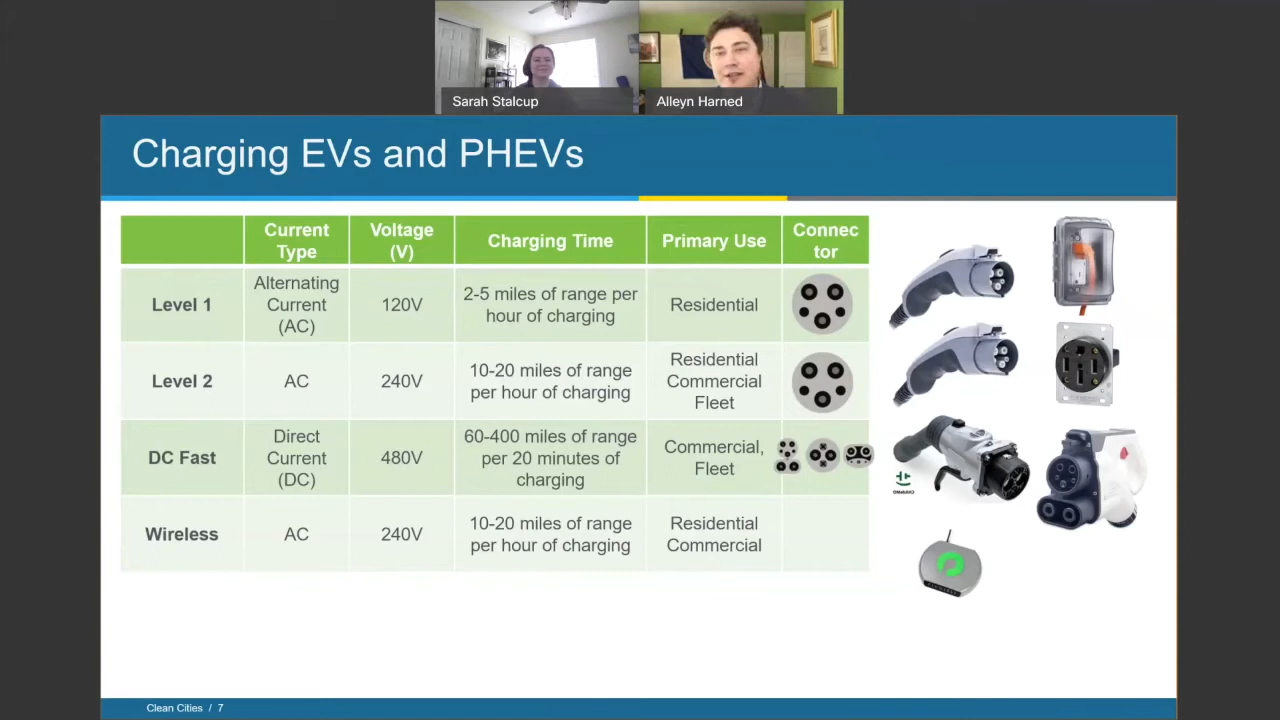 Sarah Stalcup
Alleyn Harned
Charging EVs and PHEVs
Current
Type
Voltage
(V)
Charging Time
Primary Use
Connec
tor
Level 1
Alternating
Current
(AC)
120V
2-5 miles of range per
hour of charging
Residential
Level 2
AC
240V
10-20 miles of range
per hour of charging
Residential
Commercial
Fleet
DC Fast
Direct
Current
(DC)
480V
60-400 miles of range
per 20 minutes of
charging
Commercial,
Fleet
Wireless
AC
240V
10-20 miles of range
per hour of charging
Residential
Commercial
Clean Cities / 7